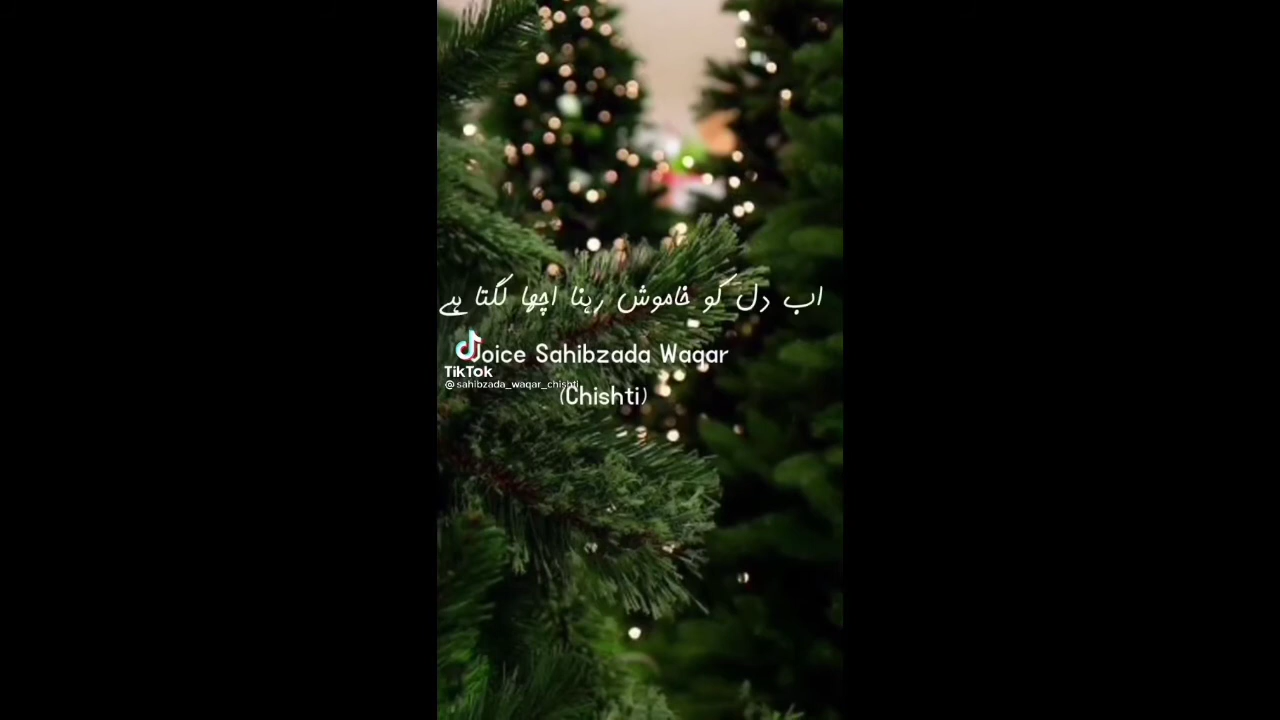 اب دل کو خاموش رہنا اچھا لگتا ہے
Voice Sahibzada Waqar
(Chishti)
TikTok
@sahibzada_waqar_chishti